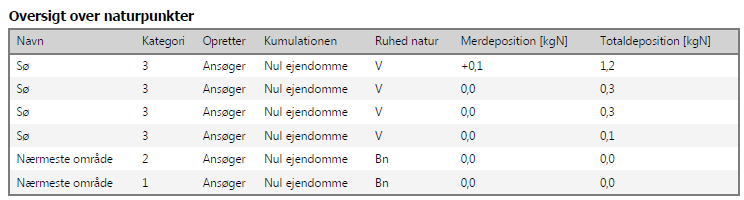 Oversigt over naturpunkter
Navn Kategori Opretter Kumulationen Ruhed natur Merdeposition [kgN] Totaldeposition [kgN]
Sø 3 Ansøger Nul ejendomme V +0,1 1,2
Sø 3 Ansøger Nul ejendomme V 0,0 0,3
Sø 3 Ansøger Nul ejendomme V 0,0 0,3
Sø 3 Ansøger Nul ejendomme V 0,0 0,1
Nærmeste område 2 Ansøger Nul ejendomme Bn 0,0 0,0
Nærmeste område 1 Ansøger Nul ejendomme Bn 0,0 0,0